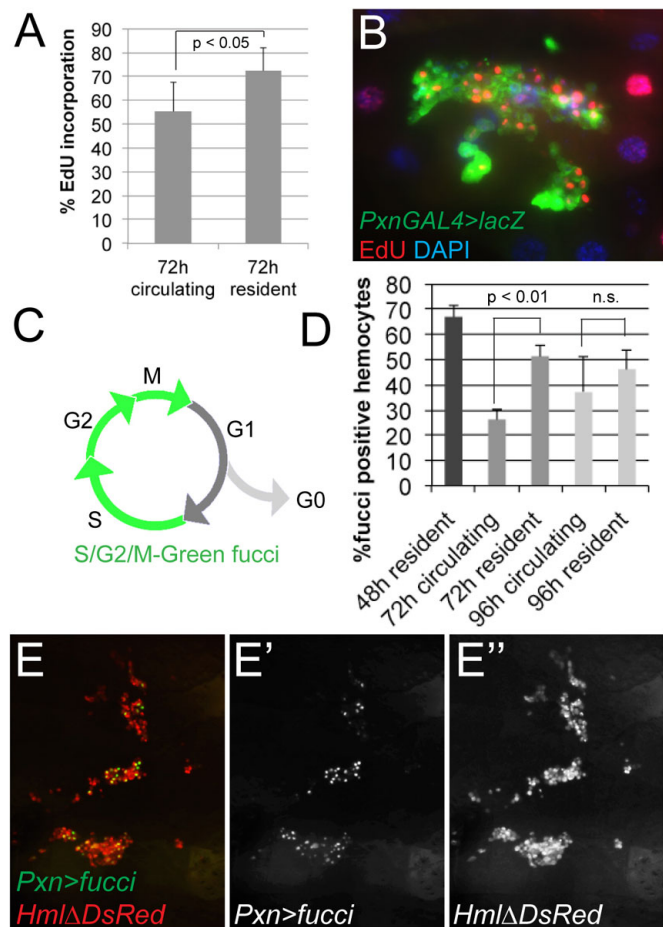 A
% EdU incorporation
90
80
70
60
50
40
30
20
10
0
p < 0.05
72h
circulating
72h
resident
B
PxnGAL4>lacZ
EdU DAPI
C
M
G2
G1
S
G0
S/G2/M-Green fucci
D
%fucci positive hemocytes
80
70
60
50
40
30
20
10
0
p < 0.01
n.s.
48h resident
72h circulating
72h resident
96h circulating
96h resident
E
Pxn>fucci
HmlΔDsRed
E'
Pxn>fucci
E''
HmlΔDsRed